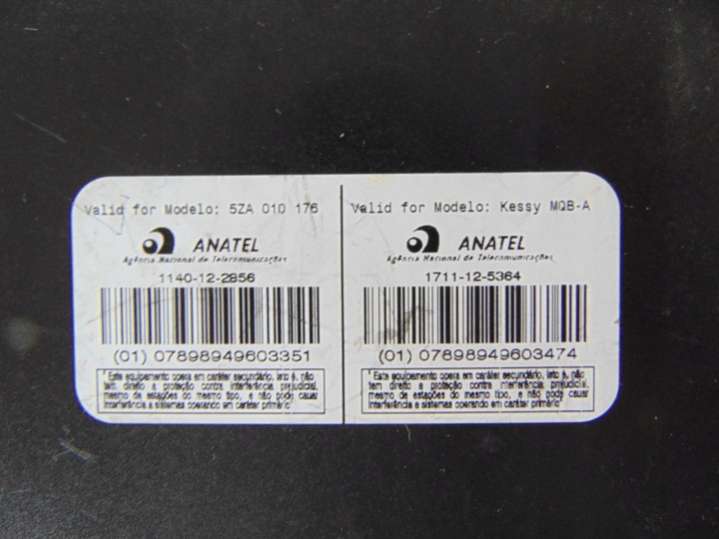 Valid for Modelo: 5ZA 010 176
ANATEL
Agência Nacional de Telecomunicações
1140-12-2856
(01) 07898949603351
"Este equipamento opera em caráter secundário, isto é, não
tem direito a proteção contra interferência prejudicial,
mesmo de estações do mesmo tipo, e não pode causar
interferência a sistemas operando em caráter primário"
Valid for Modelo: Kessy MQB-A
ANATEL
Agência Nacional de Telecomunicações
1711-12-5364
(01) 07898949603474
"Este equipamento opera em caráter secundário, isto é, não
tem direito a proteção contra interferência prejudicial,
mesmo de estações do mesmo tipo, e não pode causar
interferência a sistemas operando em caráter primário"